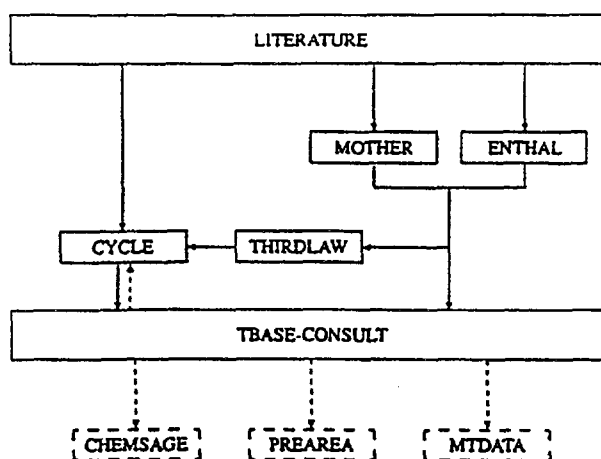 LITERATURE
MOTHER
ENTHAL
CYCLE
THIRDLAW
TBASE-CONSULT
CHEMSAGE
PREAREA
MTDATA